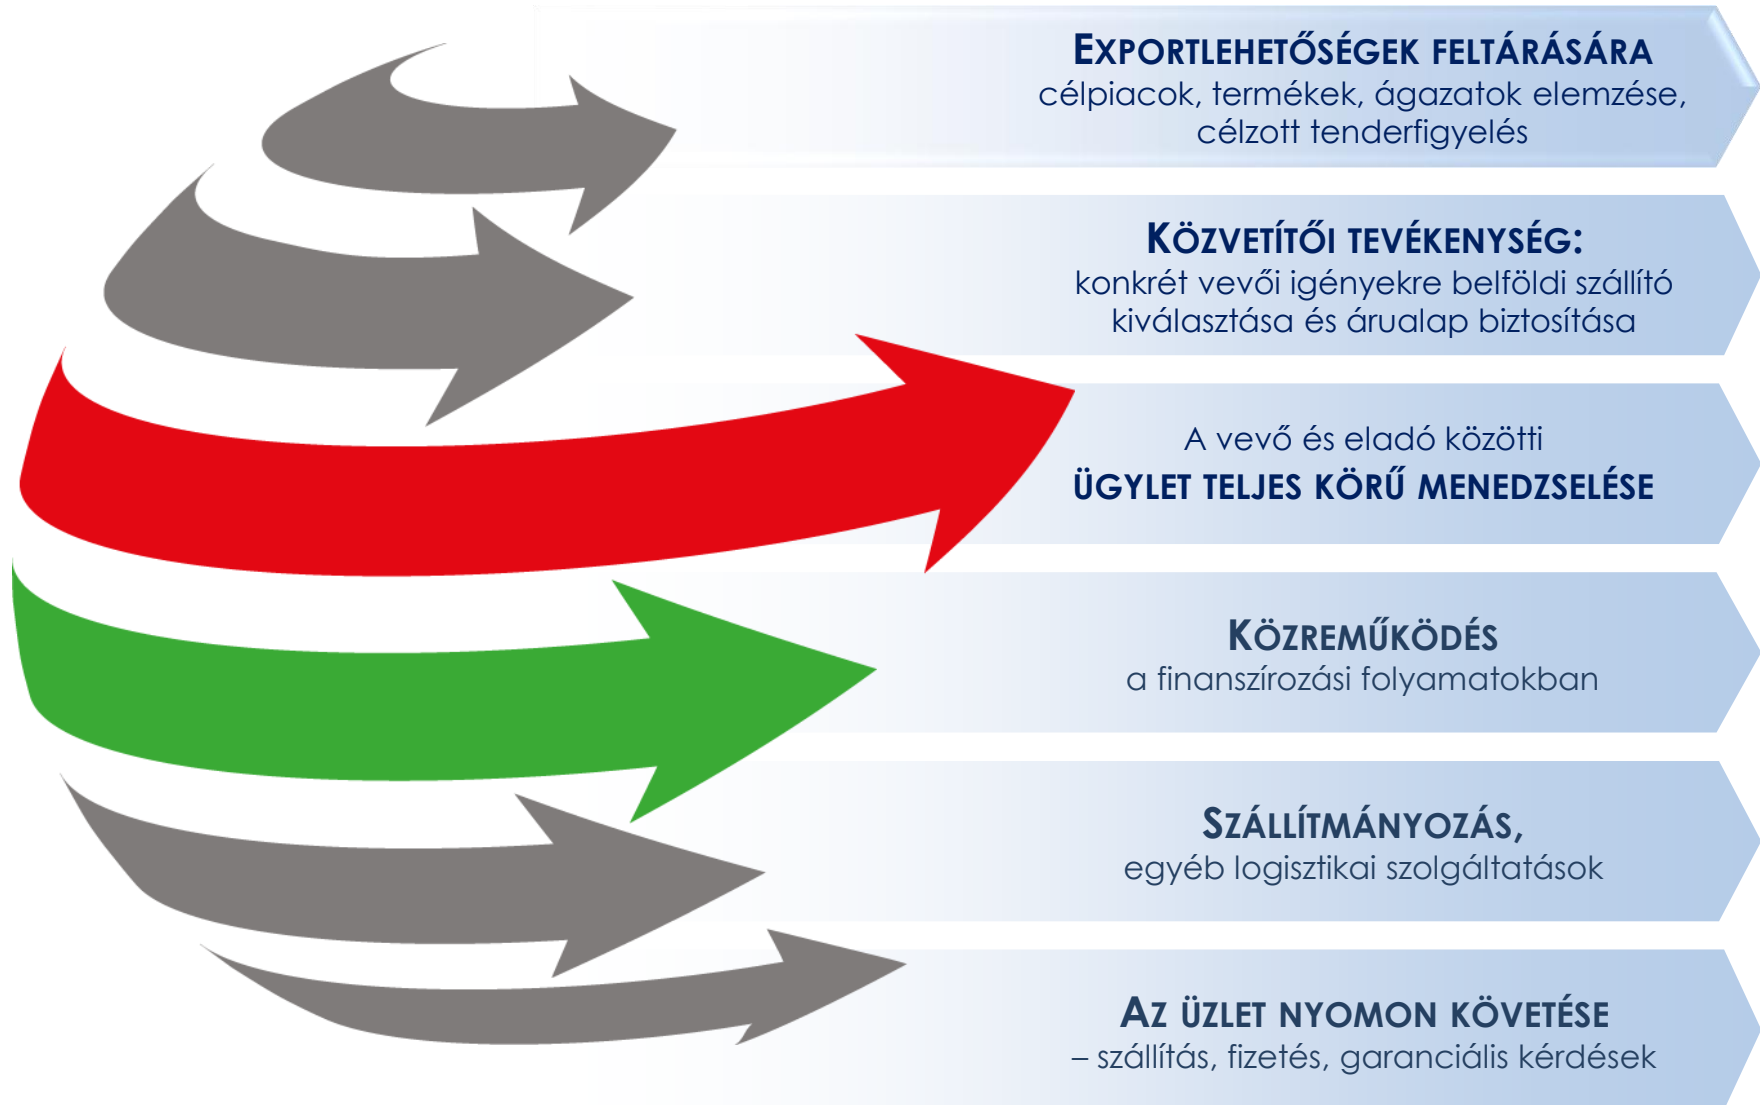 EXPORTLEHETŐSÉGEK FELTÁRÁSÁRA
célpiacok, termékek, ágazatok elemzése,
célzott tenderfigyelés
KÖZVETÍTŐI TEVÉKENYSÉG:
konkrét vevői igényekre belföldi szállító
kiválasztása és árualap biztosítása
A vevő és eladó közötti
ÜGYLET TELJES KÖRŰ MENEDZSELÉSE
KÖZREMŰKÖDÉS
a finanszírozási folyamatokban
SZÁLLÍTMÁNYOZÁS,
egyéb logisztikai szolgáltatások
AZ ÜZLET NYOMON KÖVETÉSE
– szállítás, fizetés, garanciális kérdések